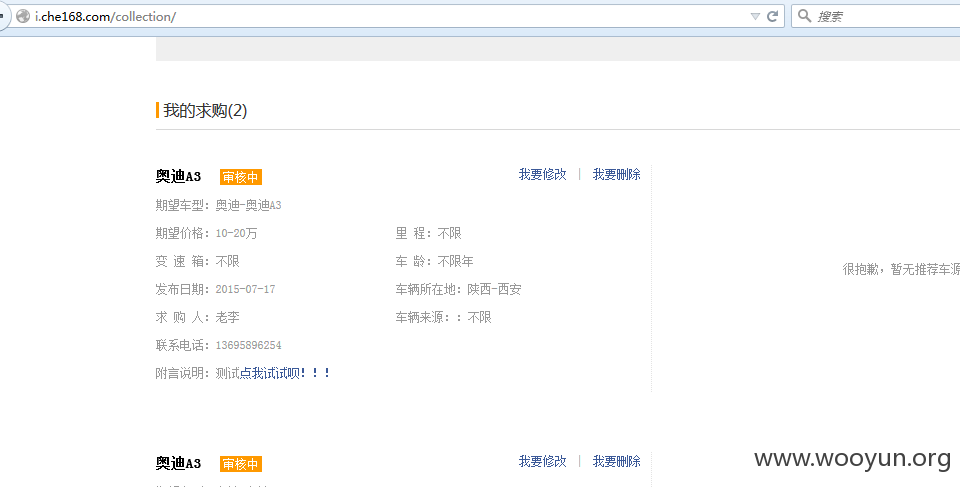 i.che168.com/collection/
搜索
我的求购(2)
奥迪A3 审核中 我要修改 | 我要删除
期望车型：奥迪-奥迪A3
期望价格：10-20万 里 程：不限
变 速 箱：不限 车 龄：不限年
很抱歉，暂无推荐车源
发布日期：2015-07-17 车辆所在地：陕西-西安
求 购 人：老李 车辆来源：：不限
联系电话：13695896254
附言说明：测试点我试试呗！！！
奥迪A3 审核中 我要修改 | 我要删除
www.wooyun.org